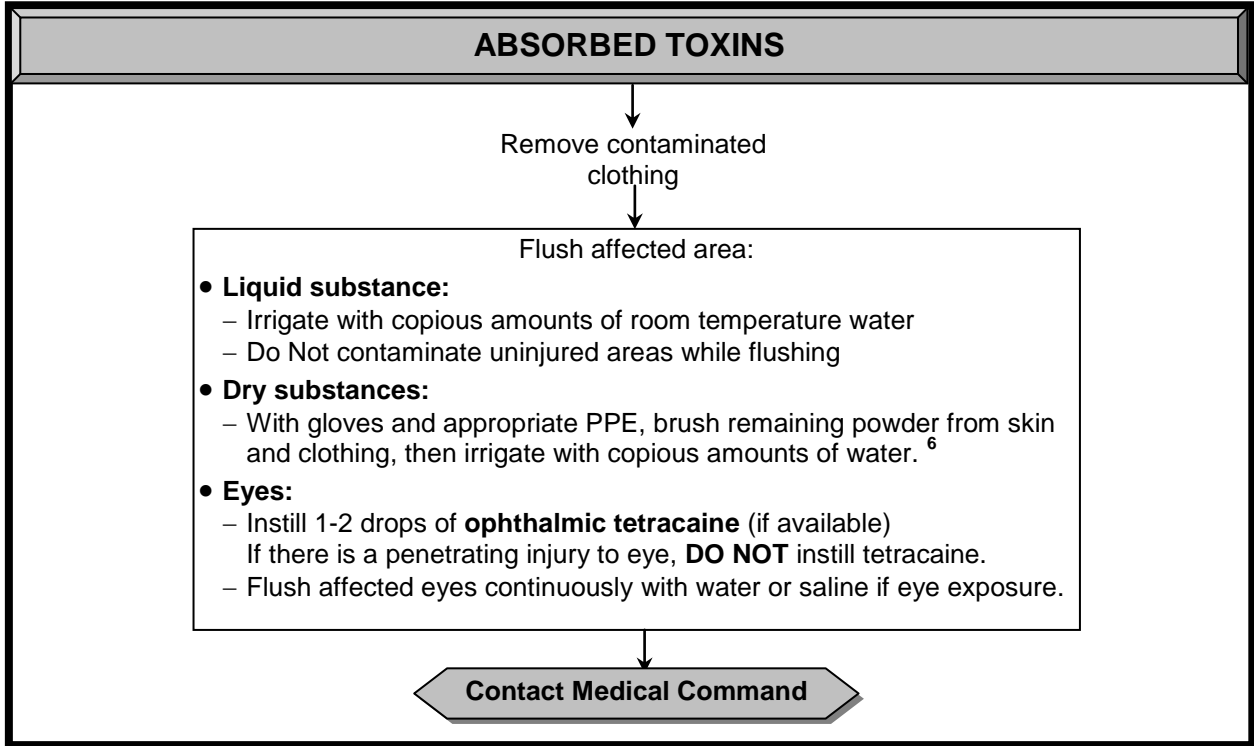 ABSORBED TOXINS
Remove contaminated
clothing
Flush affected area:
• Liquid substance:
– Irrigate with copious amounts of room temperature water
– Do Not contaminate uninjured areas while flushing
• Dry substances:
– With gloves and appropriate PPE, brush remaining powder from skin
and clothing, then irrigate with copious amounts of water. 6
• Eyes:
– Instill 1-2 drops of ophthalmic tetracaine (if available)
If there is a penetrating injury to eye, DO NOT instill tetracaine.
– Flush affected eyes continuously with water or saline if eye exposure.
Contact Medical Command